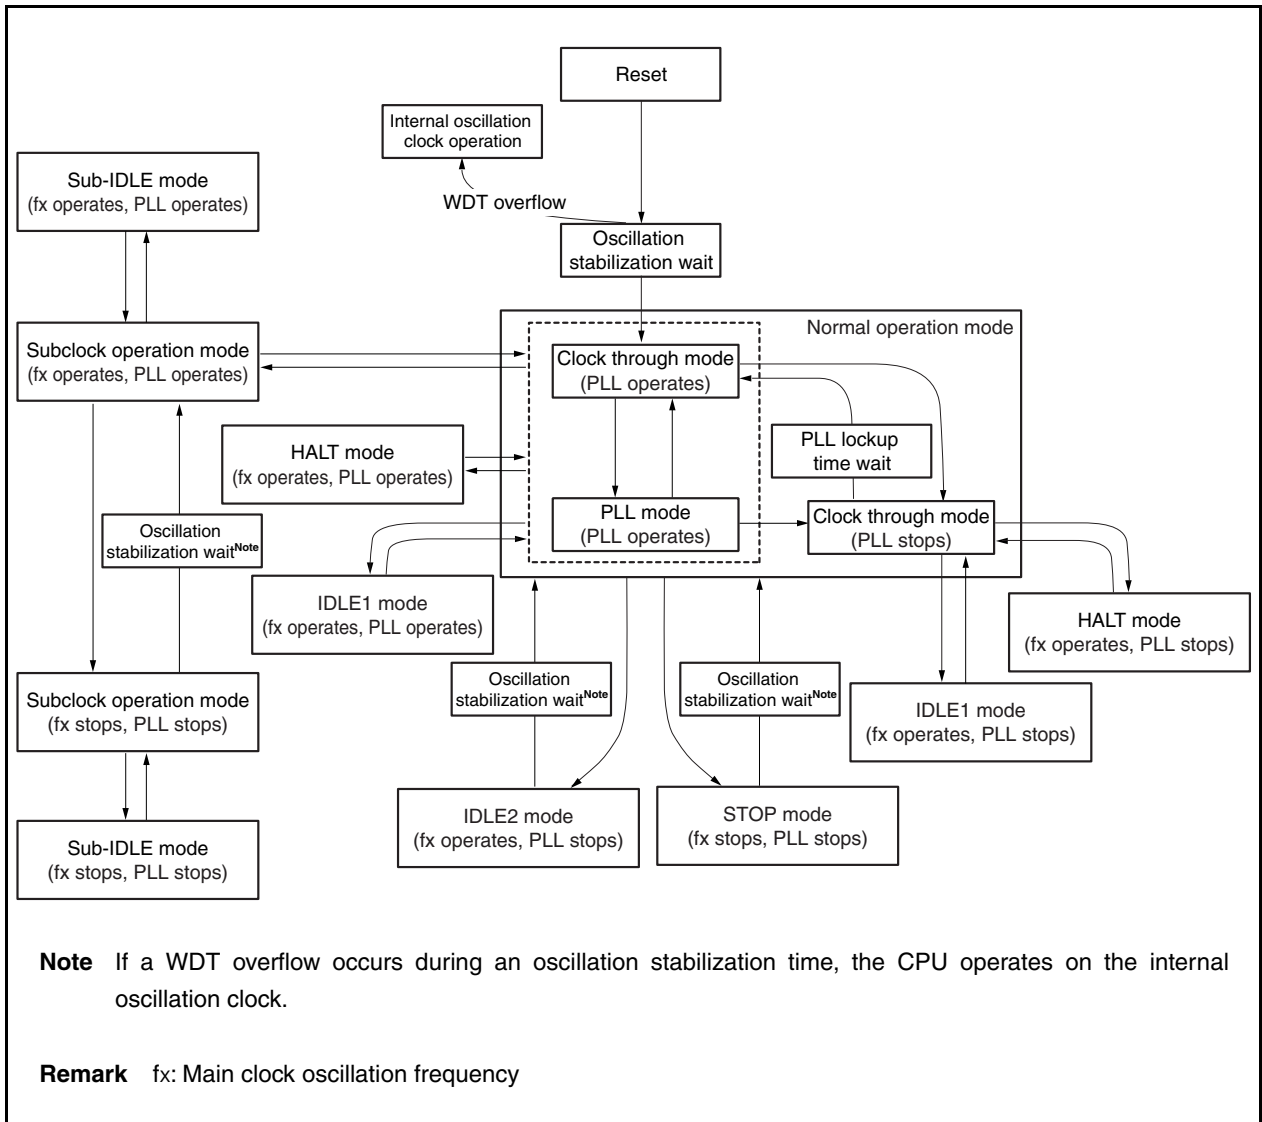 Reset
Internal oscillation
clock operation
WDT overflow
Sub-IDLE mode
(fx operates, PLL operates)
Oscillation
stabilization wait
Normal operation mode
Subclock operation mode
(fx operates, PLL operates)
Clock through mode
(PLL operates)
HALT mode
(fx operates, PLL operates)
PLL lockup
time wait
PLL mode
(PLL operates)
Clock through mode
(PLL stops)
Oscillation
stabilization waitNote
IDLE1 mode
(fx operates, PLL operates)
HALT mode
(fx operates, PLL stops)
Oscillation
stabilization waitNote
Oscillation
stabilization waitNote
Subclock operation mode
(fx stops, PLL stops)
IDLE1 mode
(fx operates, PLL stops)
IDLE2 mode
(fx operates, PLL stops)
STOP mode
(fx stops, PLL stops)
Sub-IDLE mode
(fx stops, PLL stops)
Note If a WDT overflow occurs during an oscillation stabilization time, the CPU operates on the internal
oscillation clock.
Remark fx: Main clock oscillation frequency